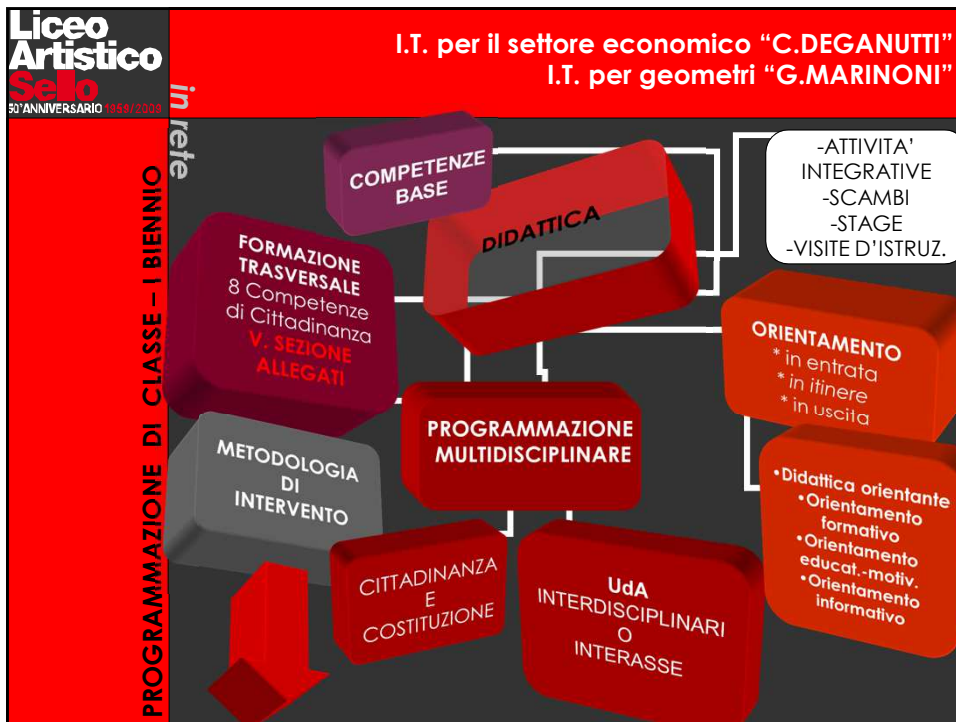 Liceo
Artistico
Sello
50°ANNIVERSARIO 1959/2009
in rete
I.T. per il settore economico “C.DEGANUTTI”
I.T. per geometri “G.MARINONI”
PROGRAMMAZIONE DI CLASSE – I BIENNIO
COMPETENZE
BASE
DIDATTICA
-ATTIVITA’
INTEGRATIVE
-SCAMBI
-STAGE
-VISITE D’ISTRUZ.
FORMAZIONE
TRASVERSALE
8 Competenze
di Cittadinanza
V. SEZIONE
ALLEGATI
ORIENTAMENTO
* in entrata
* in itinere
* in uscita
PROGRAMMAZIONE
MULTIDISCIPLINARE
METODOLOGIA
DI
INTERVENTO
•Didattica orientante
•Orientamento
formativo
•Orientamento
educat.-motiv.
•Orientamento
informativo
CITTADINANZA
E
COSTITUZIONE
UdA
INTERDISCIPLINARI
O
INTERASSE